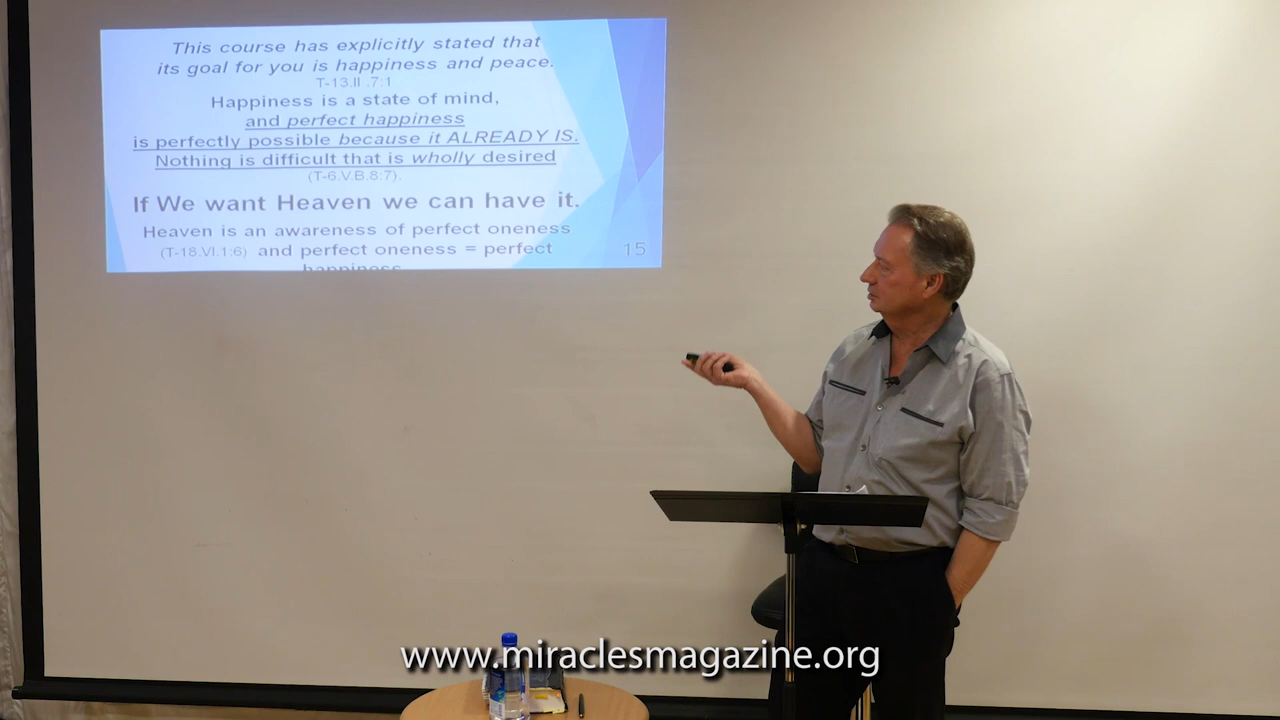 This course has explicitly stated that
its goal for you is happiness and peace.
T-13.II .7:1
Happiness is a state of mind,
and perfect happiness
is perfectly possible because it ALREADY IS.
Nothing is difficult that is wholly desired
(T-6.V.B.8:7).
If We want Heaven we can have it.
Heaven is an awareness of perfect oneness
(T-18.VI.1:6) and perfect oneness = perfect
happiness
15
www.miraclesmagazine.org